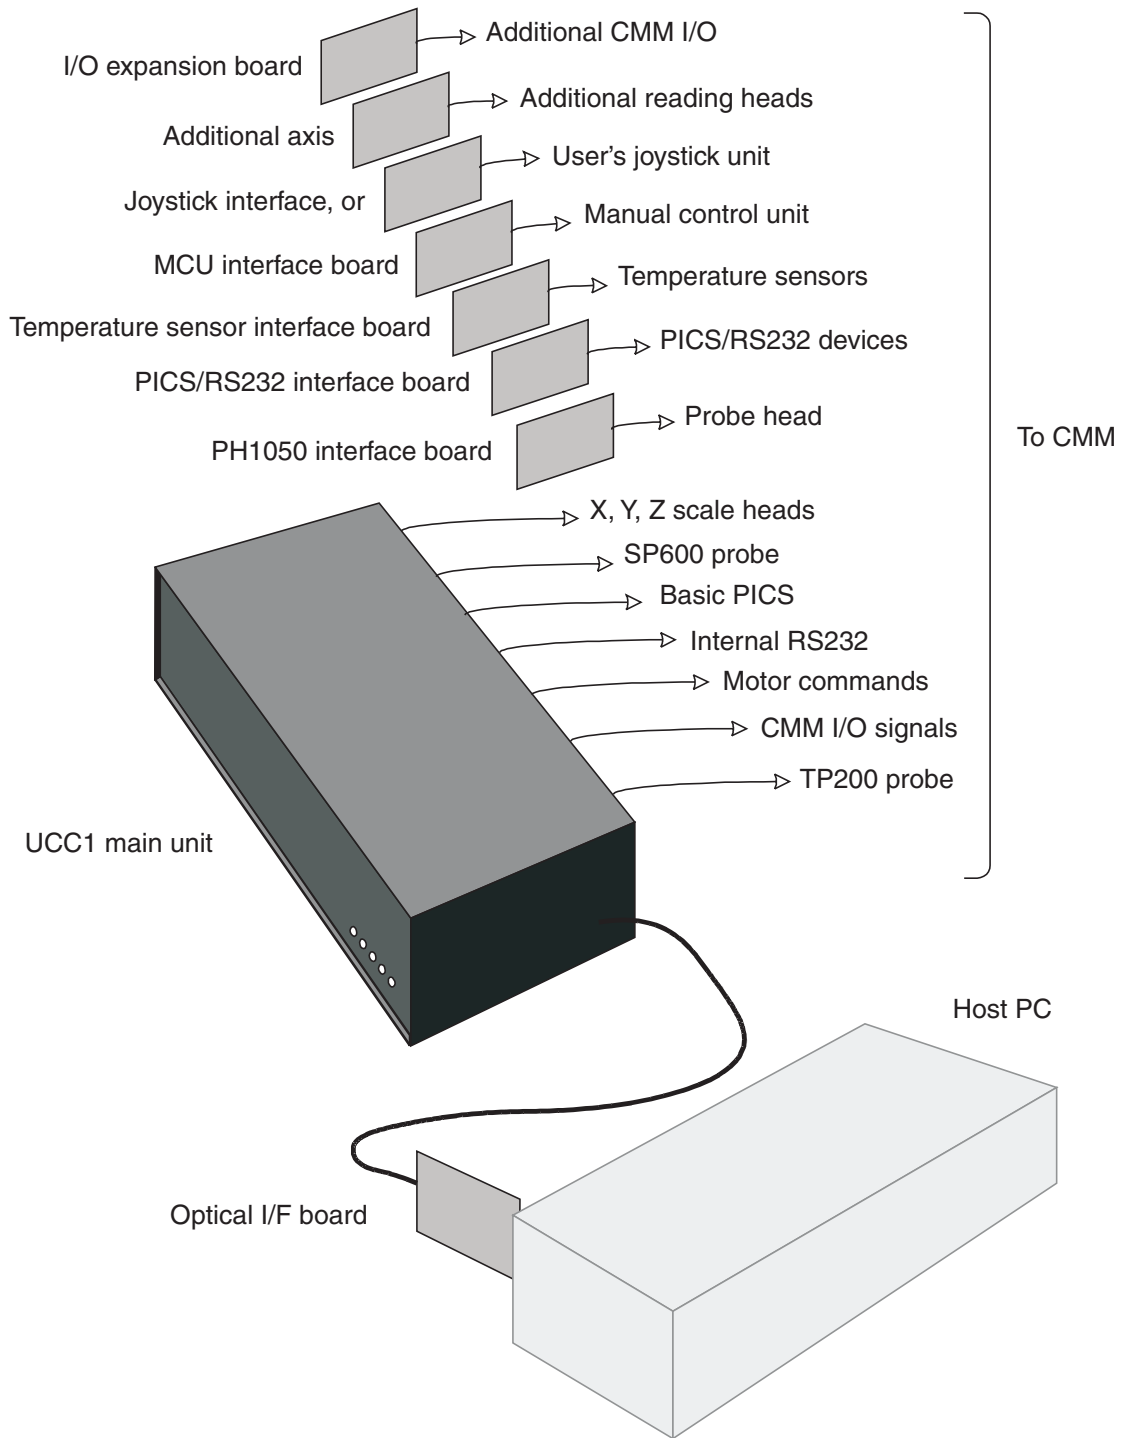 Additional CMM I/O
I/O expansion board
Additional reading heads
Additional axis
User's joystick unit
Joystick interface, or
Manual control unit
MCU interface board
Temperature sensors
Temperature sensor interface board
PICS/RS232 devices
PICS/RS232 interface board
Probe head
To CMM
PH1050 interface board
X, Y, Z scale heads
SP600 probe
Basic PICS
Internal RS232
Motor commands
CMM I/O signals
TP200 probe
UCC1 main unit
Host PC
Optical I/F board